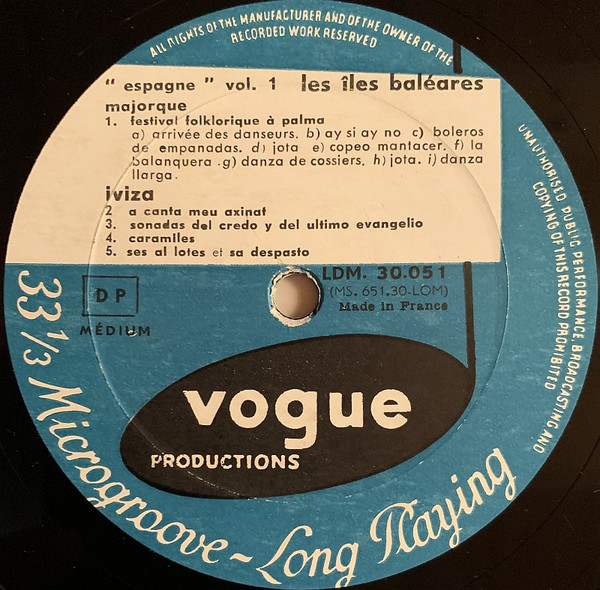 ALL RIGHTS OF THE MANUFACTURER AND OF THE OWNER OF THE
RECORDED WORK RESERVED
" espagne " vol. 1 les îles baléares
majorque
1. festival folklorique à palma
a) arrivée des danseurs. b) ay si ay no c) boleros
de empanadas. d) jota e) copeo mantacer. f) la
balanquera .g) danza de cossiers. h) jota. i) danza
llarga.
iviza
2 a canta meu axinat
3. sonadas del credo y del ultimo evangelio
4. caramlles
5. ses al lotes et sa despasto
UNAUTHORISED PUBLIC PERFORMANCE BROADCASTING AND
COPYING OF THIS RECORD PROHIBITED
DP
MÉDIUM
LDM. 30.051
(MS. 651.30-LOM)
Made in France
vogue
PRODUCTIONS
33 1/3 Microgroove - Long Playing